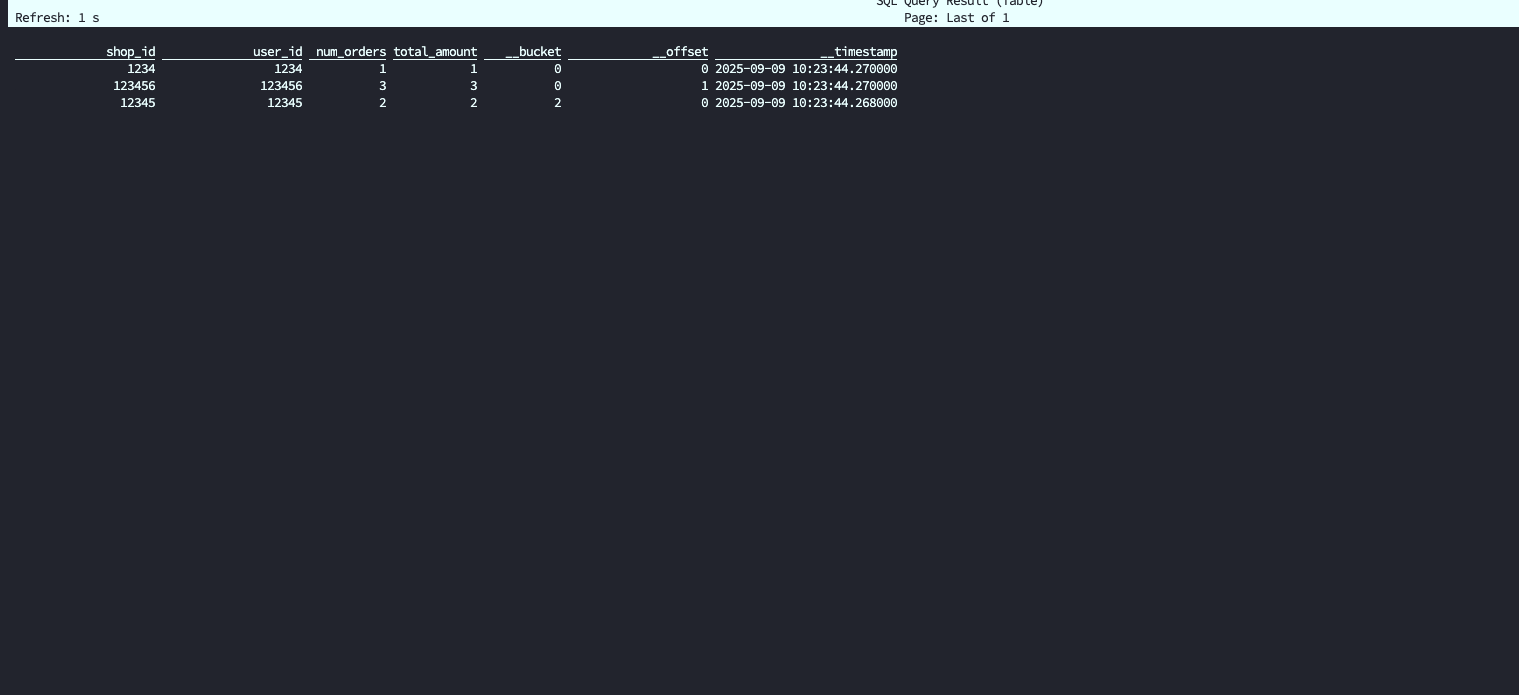 SQL Query Result (Table)
Refresh: 1 s Page: Last of 1
shop_id user_id num_orders total_amount __bucket __offset __timestamp
1234 1234 1 1 0 0 2025-09-09 10:23:44.270000
123456 123456 3 3 0 1 2025-09-09 10:23:44.270000
12345 12345 2 2 2 0 2025-09-09 10:23:44.268000